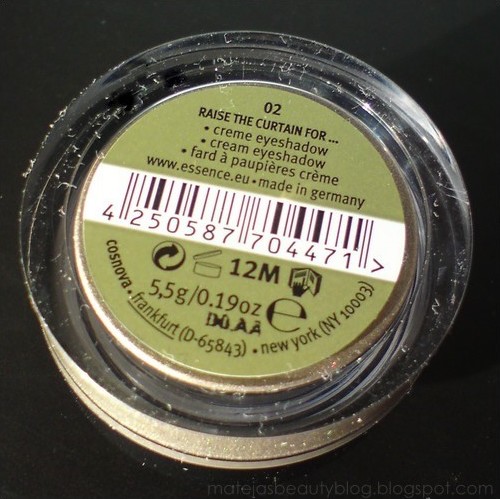 02
RAISE THE CURTAIN FOR ...
• creme eyeshadow
• cream eyeshadow
• fard à paupières crème
www.essence.eu • made in germany
4 250587 704471 >
12M
5,5g/0.19oz e
D0AA
cosnova • frankfurt (D-65843) • new york (NY 10003)
matejasbeautyblog.blogspot.com